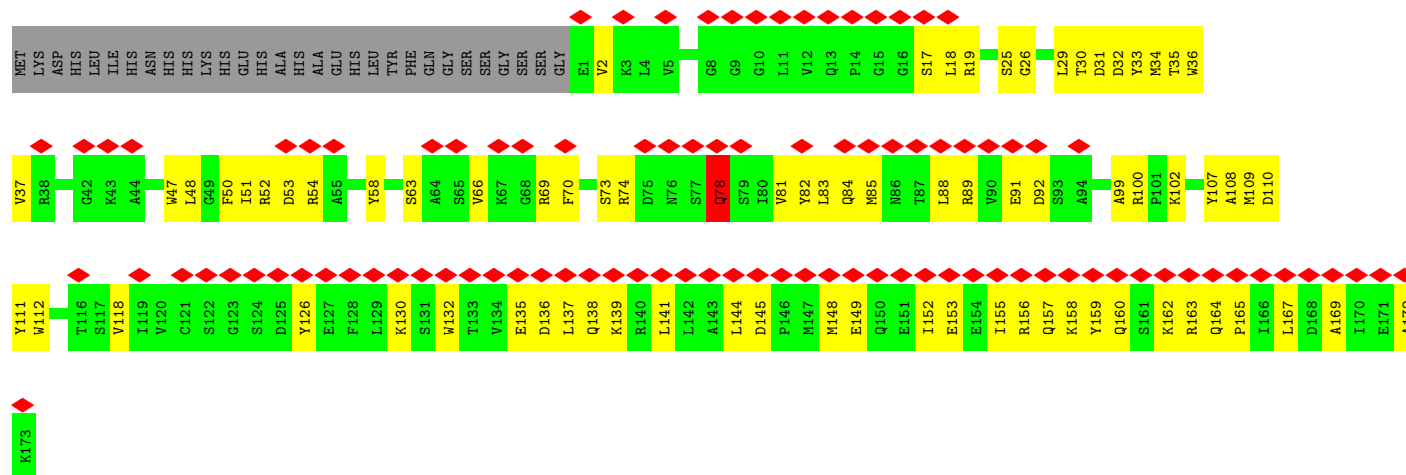 MET LYS ASP HIS LEU ILE HIS ASN HIS HIS LYS HIS GLU HIS ALA HIS ALA GLU HIS LEU TYR PHE GLN GLY SER SER GLY SER SER GLY E1 V2 K3 L4 V5 G8 G9 G10 L11 V12 Q13 P14 G15 G16 S17 L18 R19 S25 G26 L29 T30 D31 D32 Y33 M34 T35 W36
V37 R38 G42 K43 A44 W47 L48 G49 F50 I51 R52 D53 R54 A55 Y58 S63 A64 S65 V66 K67 G68 R69 F70 S73 R74 D75 N76 S77 Q78 S79 I80 V81 Y82 L83 Q84 M85 N86 T87 L88 R89 V90 E91 D92 S93 A94 A99 R100 P101 K102 Y107 A108 M109 D110
Y111 W112 T116 S117 V118 I119 V120 C121 S122 G123 S124 D125 Y126 E127 F128 L129 K130 S131 W132 T133 V134 E135 D136 L137 Q138 K139 R140 L141 L142 A143 L144 D145 P146 M147 M148 E149 Q150 E151 I152 E153 E154 I155 R156 Q157 K158 Y159 Q160 S161 K162 R163 Q164 P165 I166 L167 D168 A169 I170 E171 A172
K173